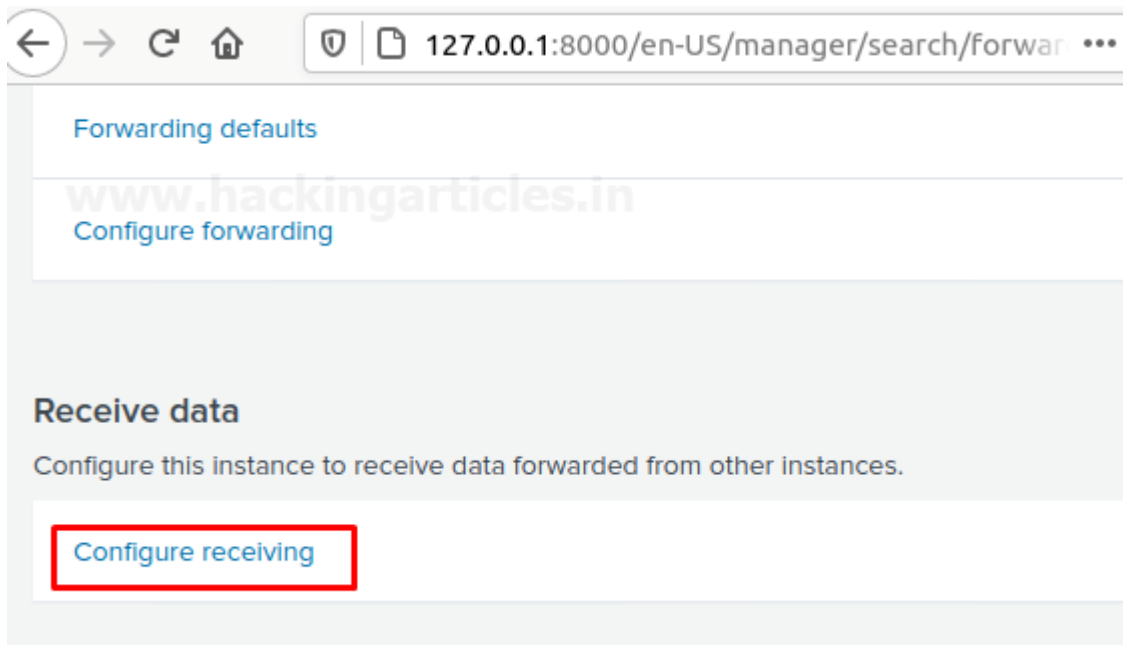 127.0.0.1:8000/en-US/manager/search/forwar
Forwarding defaults
www.hackingarticles.in
Configure forwarding
Receive data
Configure this instance to receive data forwarded from other instances.
Configure receiving